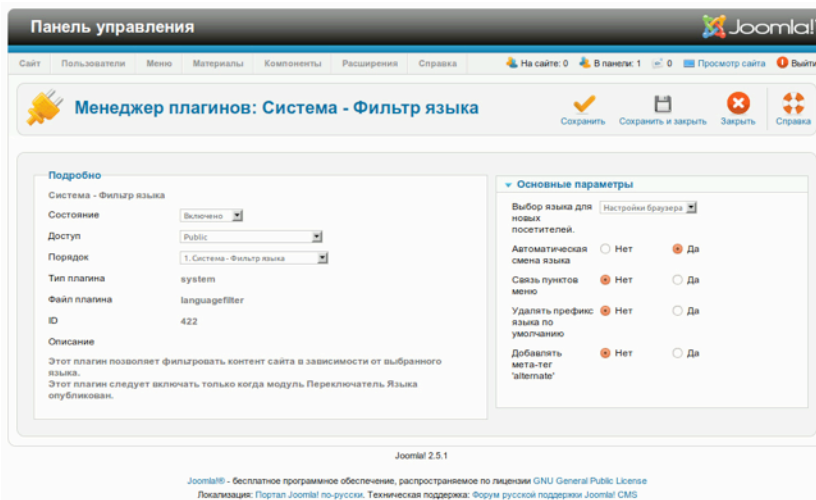 Панель управления
Joomla!
Сайт Пользователи Меню Материалы Компоненты Расширения Справка На сайте: 0 В панели: 1 0 Просмотр сайта Выйти
Менеджер плагинов: Система - Фильтр языка
Сохранить Сохранить и закрыть Закрыть Справка
Подробно
Система - Фильтр языка
Состояние Включено
Доступ Public
Порядок 1. Система - Фильтр языка
Тип плагина system
Файл плагина languagefilter
ID 422
Описание
Этот плагин позволяет фильтровать контент сайта в зависимости от выбранного
языка.
Этот плагин следует включать только когда модуль Переключатель Языка
опубликован.
Основные параметры
Выбор языка для Настройки браузера
новых
посетителей.
Автоматическая Нет Да
смена языка
Связь пунктов Нет Да
меню
Удалять префикс Нет Да
языка по
умолчанию
Добавлять Нет Да
мета-тег
'alternate'
Joomla! 2.5.1
Joomla!® - бесплатное программное обеспечение, распространяемое по лицензии GNU General Public License
Локализация: Портал Joomla! по-русски. Техническая поддержка: Форум русской поддержки Joomla! CMS